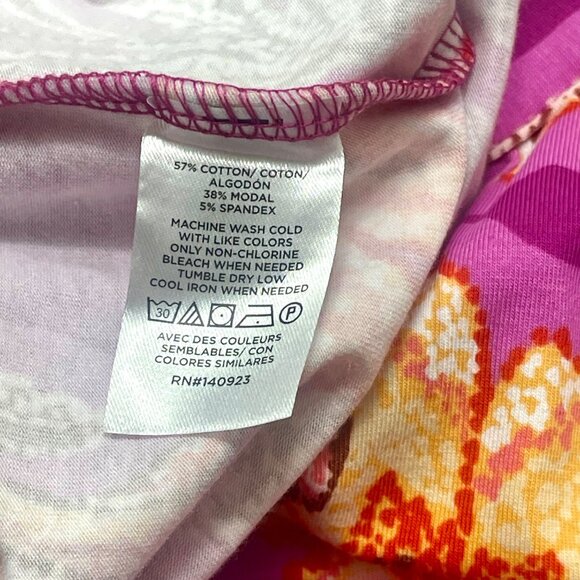 57% COTTON/ COTON/
ALGODÓN
38% MODAL
5% SPANDEX
MACHINE WASH COLD
WITH LIKE COLORS
ONLY NON-CHLORINE
BLEACH WHEN NEEDED
TUMBLE DRY LOW
COOL IRON WHEN NEEDED
30 P
AVEC DES COULEURS
SEMBLABLES/ CON
COLORES SIMILARES
RN#140923